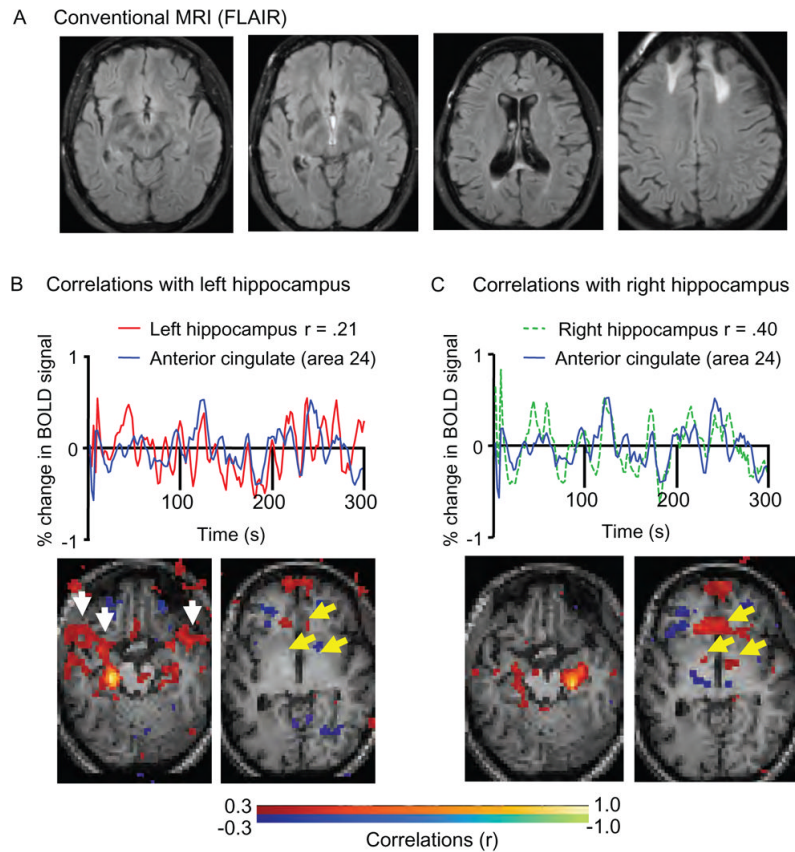 A Conventional MRI (FLAIR)
B Correlations with left hippocampus
Left hippocampus r = .21
Anterior cingulate (area 24)
% change in BOLD signal
1
0
-1
100
200
300
Time (s)
C Correlations with right hippocampus
Right hippocampus r = .40
Anterior cingulate (area 24)
% change in BOLD signal
1
0
-1
100
200
300
Time (s)
0.3 1.0
-0.3 -1.0
Correlations (r)